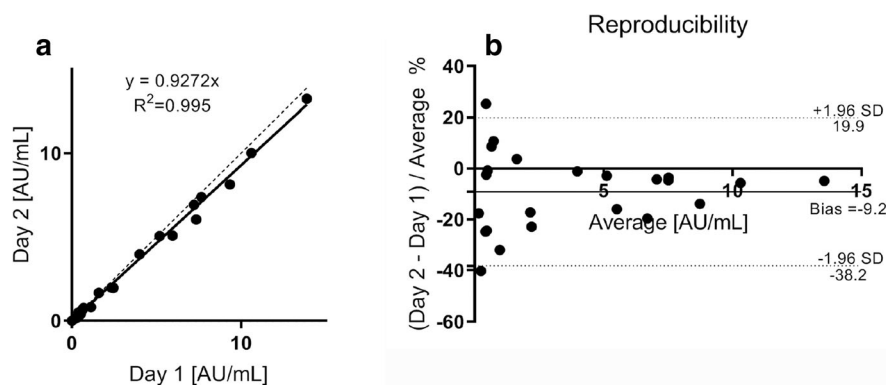 a
y = 0.9272x
R²=0.995
Day 2 [AU/mL]
10
0
0
10
Day 1 [AU/mL]
b
Reproducibility
(Day 2 - Day 1) / Average %
40
20
0
-20
-40
-60
+1.96 SD
19.9
5
10
15
Bias =-9.2
Average [AU/mL]
-1.96 SD
-38.2